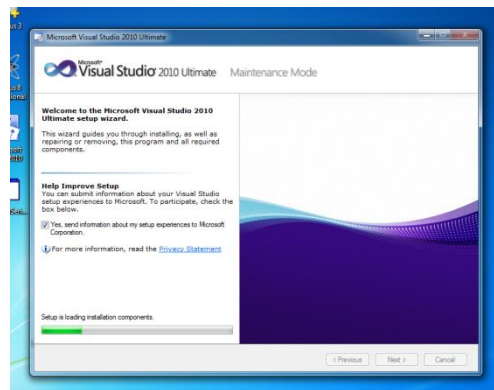 Microsoft Visual Studio 2010 Ultimate
Microsoft®
Visual Studio® 2010 Ultimate Maintenance Mode
Welcome to the Microsoft Visual Studio 2010
Ultimate setup wizard.
This wizard guides you through installing, as well as
repairing or removing, this program and all required
components.
Help Improve Setup
You can submit information about your Visual Studio
setup experiences to Microsoft. To participate, check the
box below.
Yes, send information about my setup experiences to Microsoft
Corporation.
For more information, read the Privacy Statement
Setup is loading installation components.
< Previous
Next >
Cancel